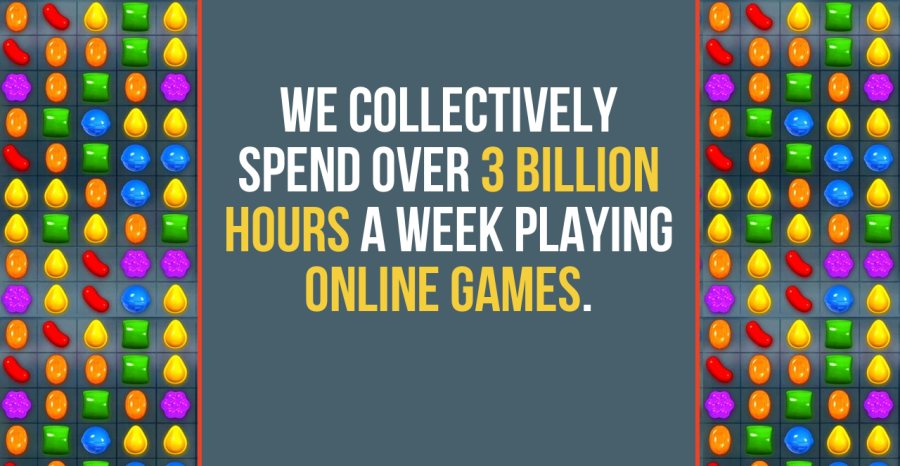 WE COLLECTIVELY
SPEND OVER 3 BILLION
HOURS A WEEK PLAYING
ONLINE GAMES.